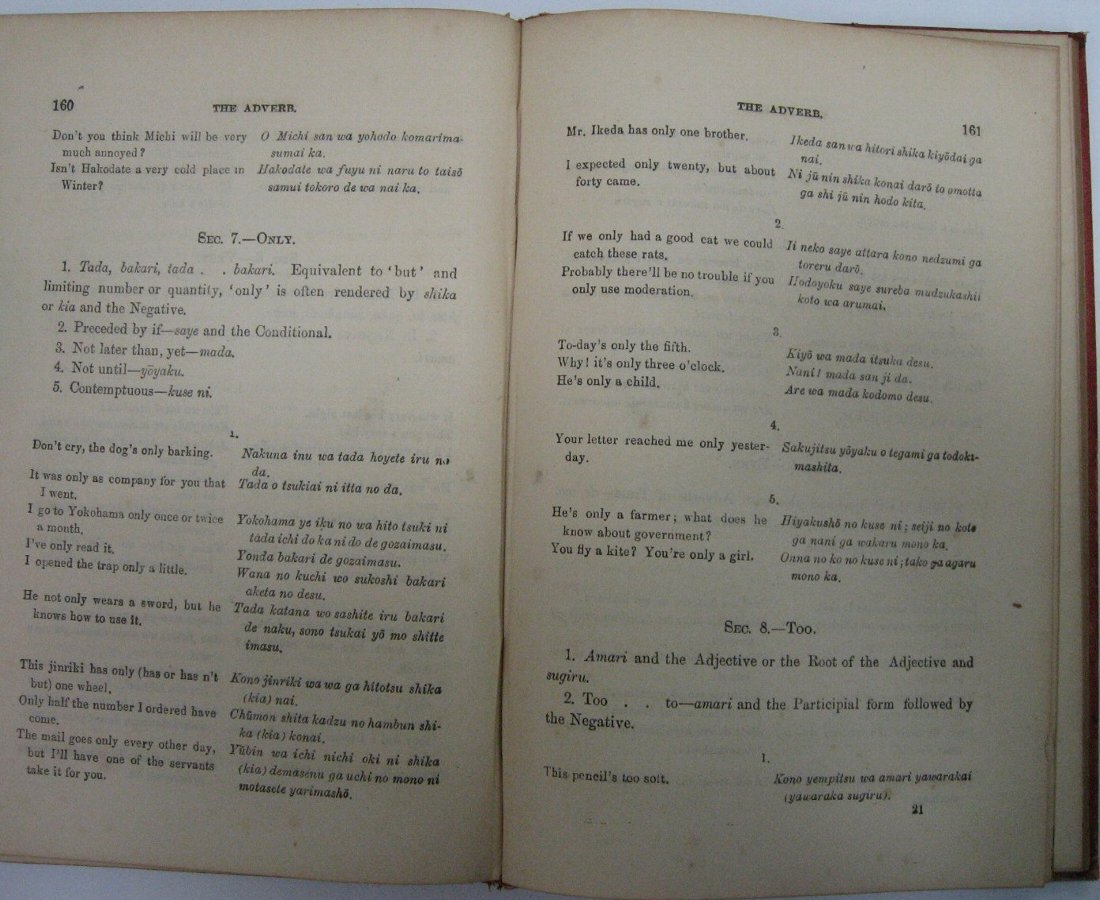 160
THE ADVERB.
Don't you think Michi will be very
much annoyed?
O Michi san wa yohodo komarima-
sumai ka.
Isn't Hakodate a very cold place in
Winter?
Hakodate wa fuyu ni naru to taisō
samui tokoro de wa nai ka.
SEC. 7.—ONLY.
1. Tada, bakari, tada . . bakari. Equivalent to 'but' and
limiting number or quantity, 'only' is often rendered by shika
or kia and the Negative.
2. Preceded by if—saye and the Conditional.
3. Not later than, yet—mada.
4. Not until—yōyaku.
5. Contemptuous—kuse ni.
1.
Don't cry, the dog's only barking.
Nakuna inu wa tada hoyete iru no
da.
It was only as company for you that
I went.
Tada o tsukiai ni itta no da.
I go to Yokohama only once or twice
a month.
Yokohama ye iku no wa hito tsuki ni
tada ichi do ka ni do de gozaimasu.
I've only read it.
Yonda bakari de gozaimasu.
I opened the trap only a little.
Wana no kuchi wo sukoshi bakari
aketa no desu.
He not only wears a sword, but he
knows how to use it.
Tada katana wo sashite iru bakari
de naku, sono tsukai yō mo shitte
imasu.
This jinriki has only (has or has n't
but) one wheel.
Kono jinriki wa wa ga hitotsu shika
(kia) nai.
Only half the number I ordered have
come.
Chūmon shita kadzu no hambun shi-
ka (kia) konai.
The mail goes only every other day,
but I'll have one of the servants
take it for you.
Yūbin wa ichi nichi oki ni shika
(kia) demasenu ga uchi no mono ni
motasete yarimashō.
THE ADVERB.
161
Mr. Ikeda has only one brother.
Ikeda san wa hitori shika kiyōdai ga
nai.
I expected only twenty, but about
forty came.
Ni jū nin shika konai darō to omotta
ga shi jū nin hodo kita.
2.
If we only had a good cat we could
catch these rats.
Ii neko saye attara kono nedzumi ga
toreru darō.
Probably there'll be no trouble if you
only use moderation.
Hodoyoku saye sureba mudzukashii
koto wa arumai.
3.
To-day's only the fifth.
Kiyō wa mada itsuka desu.
Why! it's only three o'clock.
Nani! mada san ji da.
He's only a child.
Are wa mada kodomo desu.
4.
Your letter reached me only yester-
day.
Sakujitsu yōyaku o tegami ga todoki-
mashita.
5.
He's only a farmer; what does he
know about government?
Hiyakushō no kuse ni; seiji no koto
ga nani ga wakaru mono ka.
You fly a kite? You're only a girl.
Onna no ko no kuse ni; tako ga agaru
mono ka.
SEC. 8.—TOO.
1. Amari and the Adjective or the Root of the Adjective and
sugiru.
2. Too . . to—amari and the Participial form followed by
the Negative.
1.
This pencil's too soft.
Kono yempitsu wa amari yawarakai
(yawaraka sugiru).
21